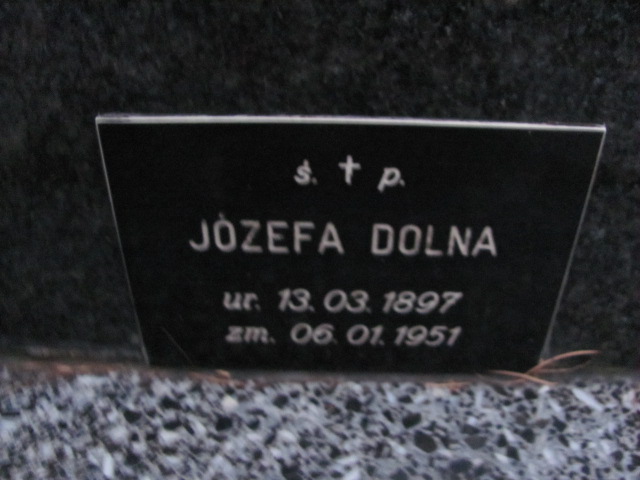 ś. † p.
JÓZEFA DOLNA
ur. 13.03.1897
zm. 06.01.1951